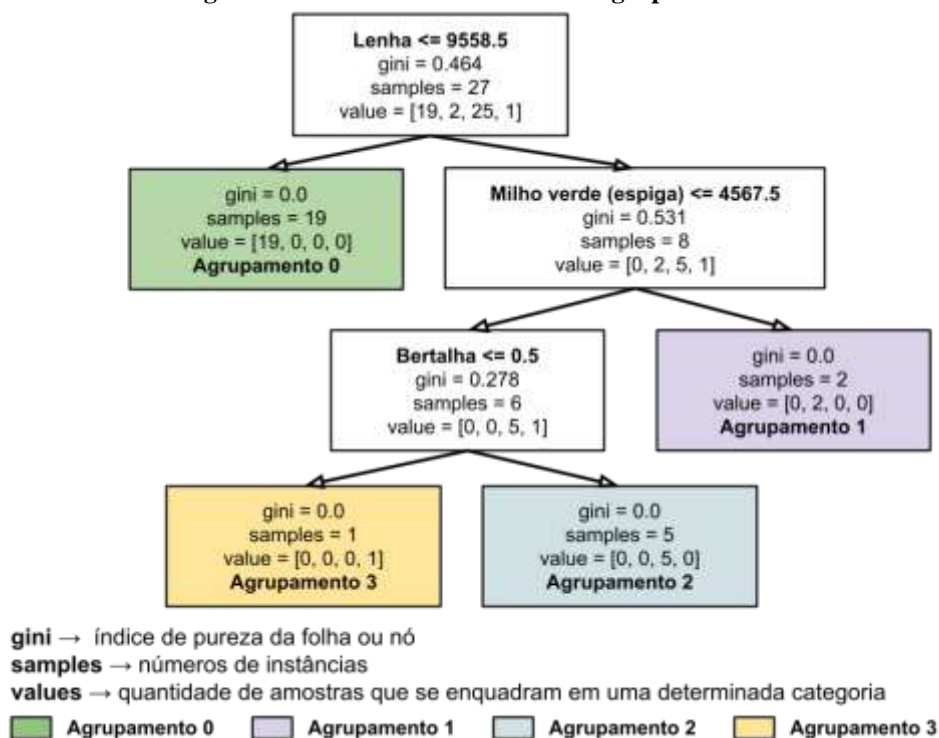 Lenha <= 9558.5
gini = 0.464
samples = 27
value = [19, 2, 25, 1]
gini = 0.0
samples = 19
value = [19, 0, 0, 0]
Agrupamento 0
Milho verde (espiga) <= 4567.5
gini = 0.531
samples = 8
value = [0, 2, 5, 1]
Bertalha <= 0.5
gini = 0.278
samples = 6
value = [0, 0, 5, 1]
gini = 0.0
samples = 2
value = [0, 2, 0, 0]
Agrupamento 1
gini = 0.0
samples = 1
value = [0, 0, 0, 1]
Agrupamento 3
gini = 0.0
samples = 5
value = [0, 0, 5, 0]
Agrupamento 2
gini → índice de pureza da folha ou nó
samples → números de instâncias
values → quantidade de amostras que se enquadram em uma determinada categoria
Agrupamento 0 Agrupamento 1 Agrupamento 2 Agrupamento 3